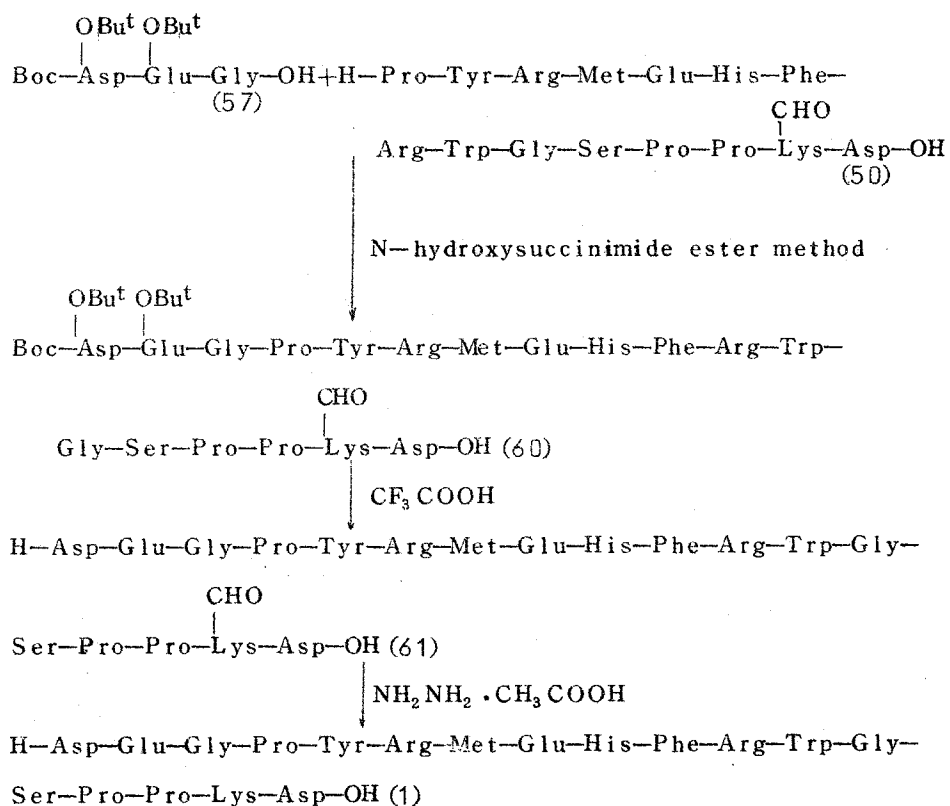 OBuᵗ OBuᵗ
Boc—Asp—Glu—Gly—OH+H—Pro—Tyr—Arg—Met—Glu—His—Phe—
(57)
CHO
Arg—Trp—Gly—Ser—Pro—Pro—Lys—Asp—OH
(50)
N—hydroxysuccinimide ester method
OBuᵗ OBuᵗ
Boc—Asp—Glu—Gly—Pro—Tyr—Arg—Met—Glu—His—Phe—Arg—Trp—
CHO
Gly—Ser—Pro—Pro—Lys—Asp—OH (60)
CF₃COOH
H—Asp—Glu—Gly—Pro—Tyr—Arg—Met—Glu—His—Phe—Arg—Trp—Gly—
CHO
Ser—Pro—Pro—Lys—Asp—OH (61)
NH₂NH₂·CH₃COOH
H—Asp—Glu—Gly—Pro—Tyr—Arg—Met—Glu—His—Phe—Arg—Trp—Gly—
Ser—Pro—Pro—Lys—Asp—OH (1)